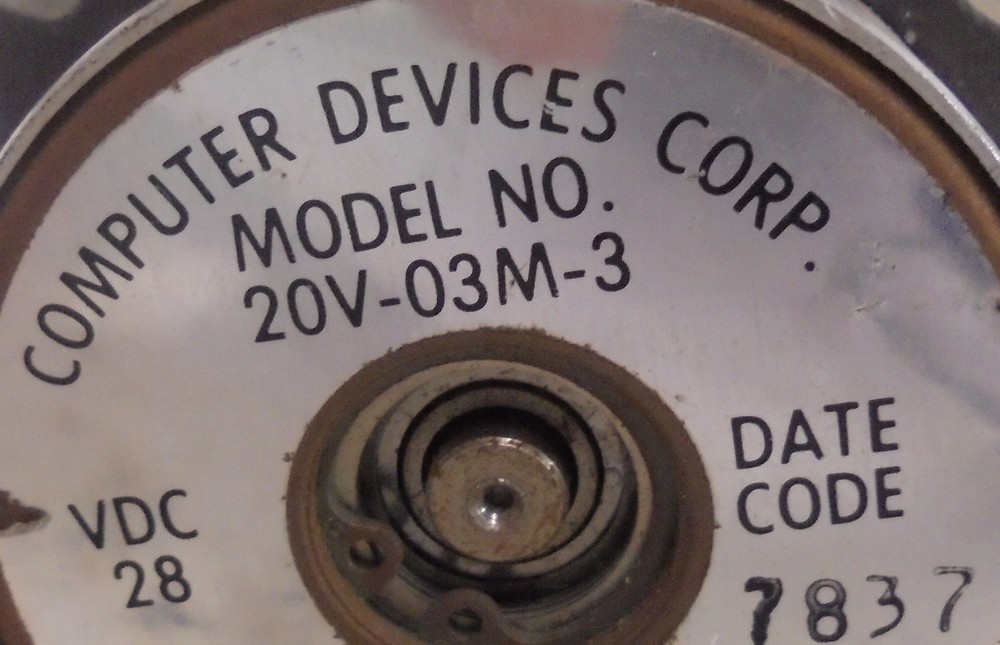 COMPUTER DEVICES CORP.
MODEL NO.
20V-03M-3
VDC
28
DATE
CODE
7837